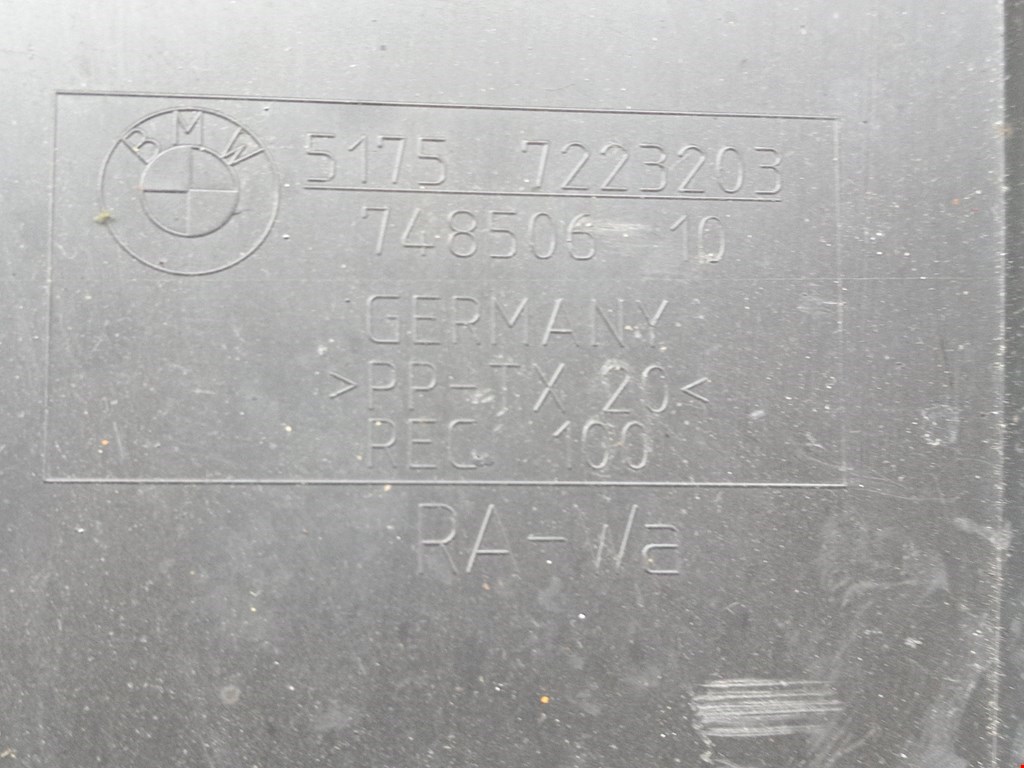 BMW
5175 7223203
748506 10
GERMANY
>PP-TX 20<
REC 100
RA-Wa